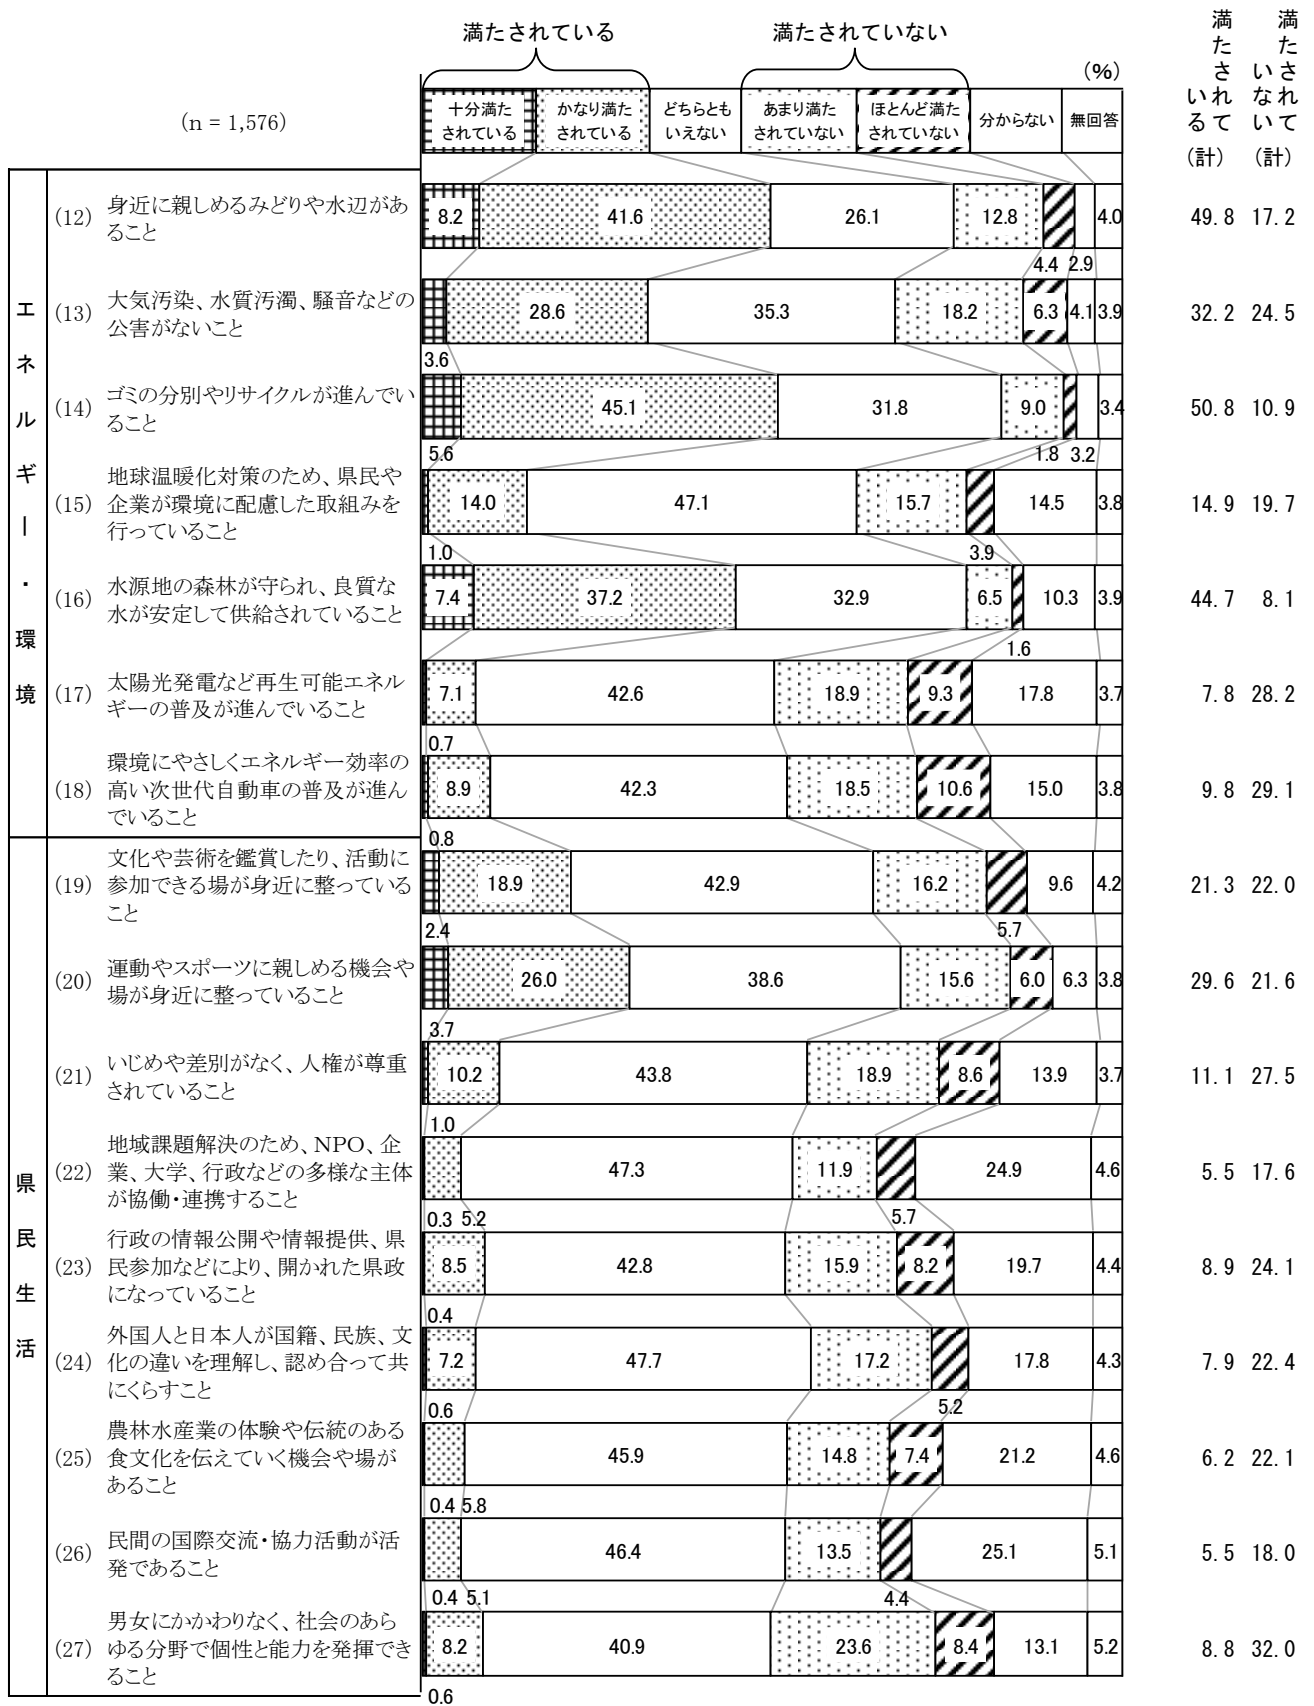 満たされている
満たされていない
(%)
満たされている(計)
満たされていない(計)
(n = 1,576)
十分満たされている
かなり満たされている
どちらともいえない
あまり満たされていない
ほとんど満たされていない
分からない
無回答
エネルギー・環境
(12) 身近に親しめるみどりや水辺があ
ること
8.2 41.6 26.1 12.8 4.0 49.8 17.2
4.4 2.9
(13) 大気汚染、水質汚濁、騒音などの
公害がないこと
28.6 35.3 18.2 6.3 4.1 3.9 32.2 24.5
3.6
(14) ゴミの分別やリサイクルが進んでい
ること
45.1 31.8 9.0 3.4 50.8 10.9
5.6 1.8 3.2
(15) 地球温暖化対策のため、県民や
企業が環境に配慮した取組みを
行っていること
14.0 47.1 15.7 14.5 3.8 14.9 19.7
1.0 3.9
(16) 水源地の森林が守られ、良質な
水が安定して供給されていること
7.4 37.2 32.9 6.5 10.3 3.9 44.7 8.1
1.6
(17) 太陽光発電など再生可能エネル
ギーの普及が進んでいること
7.1 42.6 18.9 9.3 17.8 3.7 7.8 28.2
0.7
(18) 環境にやさしくエネルギー効率の
高い次世代自動車の普及が進ん
でいること
8.9 42.3 18.5 10.6 15.0 3.8 9.8 29.1
0.8
県民生活
(19) 文化や芸術を鑑賞したり、活動に
参加できる場が身近に整っている
こと
18.9 42.9 16.2 9.6 4.2 21.3 22.0
2.4 5.7
(20) 運動やスポーツに親しめる機会や
場が身近に整っていること
26.0 38.6 15.6 6.0 6.3 3.8 29.6 21.6
3.7
(21) いじめや差別がなく、人権が尊重
されていること
10.2 43.8 18.9 8.6 13.9 3.7 11.1 27.5
1.0
(22) 地域課題解決のため、NPO、企
業、大学、行政などの多様な主体
が協働・連携すること
47.3 11.9 24.9 4.6 5.5 17.6
0.3 5.2 5.7
(23) 行政の情報公開や情報提供、県
民参加などにより、開かれた県政
になっていること
8.5 42.8 15.9 8.2 19.7 4.4 8.9 24.1
0.4
(24) 外国人と日本人が国籍、民族、文
化の違いを理解し、認め合って共
にくらすこと
7.2 47.7 17.2 17.8 4.3 7.9 22.4
0.6 5.2
(25) 農林水産業の体験や伝統のある
食文化を伝えていく機会や場が
あること
45.9 14.8 7.4 21.2 4.6 6.2 22.1
0.4 5.8
(26) 民間の国際交流・協力活動が活
発であること
46.4 13.5 25.1 5.1 5.5 18.0
0.4 5.1 4.4
(27) 男女にかかわりなく、社会のあら
ゆる分野で個性と能力を発揮でき
ること
8.2 40.9 23.6 8.4 13.1 5.2 8.8 32.0
0.6